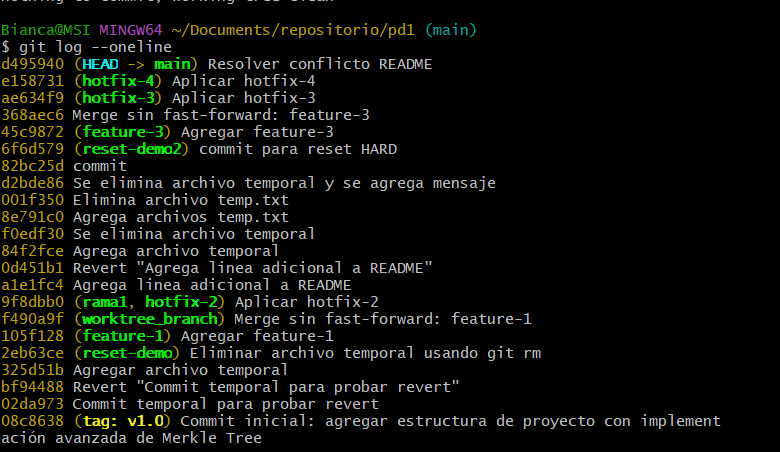 Bianca@MSI MINGW64 ~/Documents/repositorio/pd1 (main)
$ git log --oneline
d495940 (HEAD -> main) Resolver conflicto README
e158731 (hotfix-4) Aplicar hotfix-4
ae634f9 (hotfix-3) Aplicar hotfix-3
368aec6 Merge sin fast-forward: feature-3
45c9872 (feature-3) Agregar feature-3
6f6d579 (reset-demo2) commit para reset HARD
82bc25d commit
d2bde86 Se elimina archivo temporal y se agrega mensaje
001f350 Elimina archivo temp.txt
8e791c0 Agrega archivos temp.txt
f0edf30 Se elimina archivo temporal
84f2fce Agrega archivo temporal
0d451b1 Revert "Agrega linea adicional a README"
a1e1fc4 Agrega linea adicional a README
9f8dbb0 (rama1, hotfix-2) Aplicar hotfix-2
f490a9f (worktree_branch) Merge sin fast-forward: feature-1
105f128 (feature-1) Agregar feature-1
2eb63ce (reset-demo) Eliminar archivo temporal usando git rm
325d51b Agregar archivo temporal
bf94488 Revert "Commit temporal para probar revert"
02da973 Commit temporal para probar revert
08c8638 (tag: v1.0) Commit inicial: agregar estructura de proyecto con implement
ación avanzada de Merkle Tree